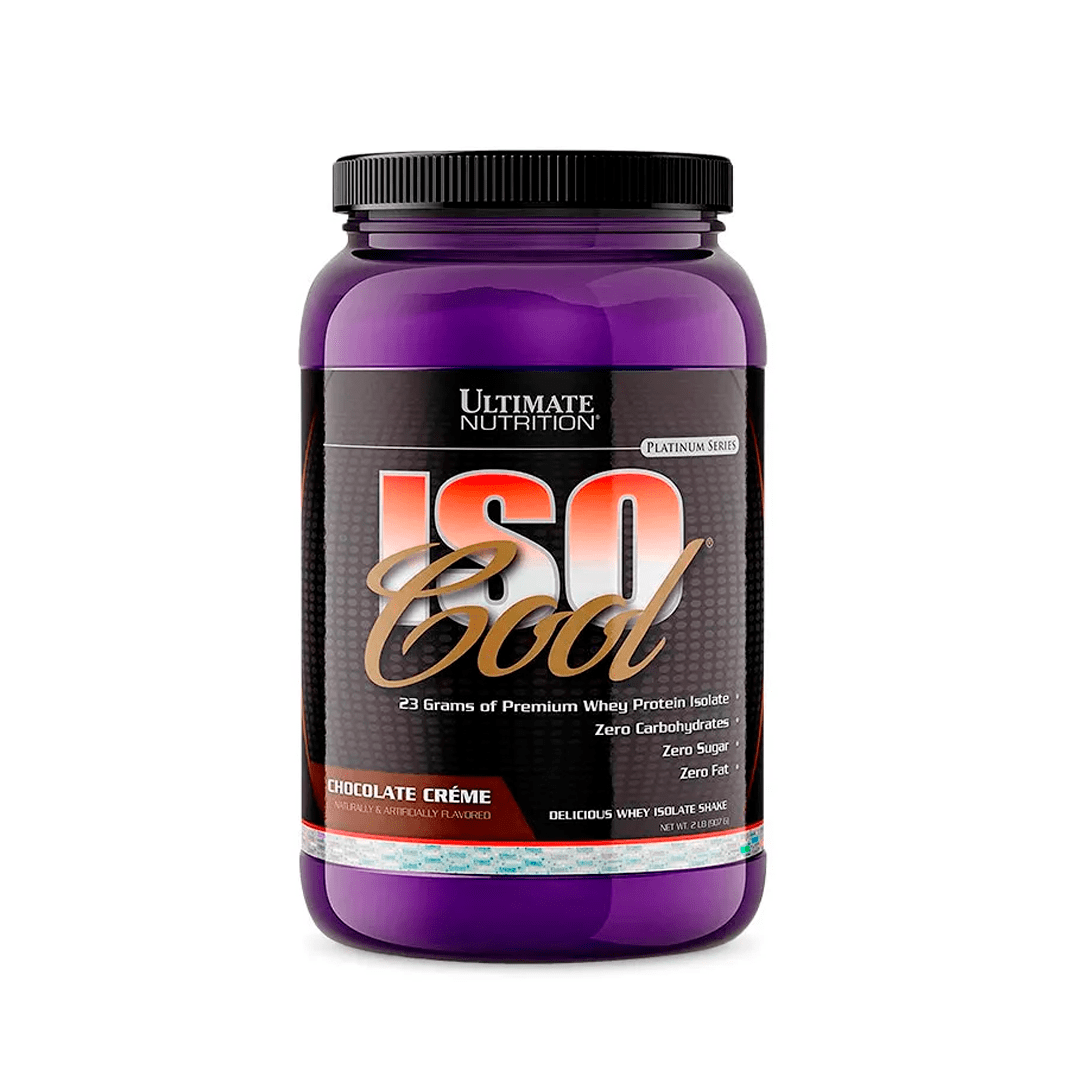 ULTIMATE
NUTRITION®
PLATINUM SERIES
ISO
Cool®
23 Grams of Premium Whey Protein Isolate •
Zero Carbohydrates •
Zero Sugar •
Zero Fat •
CHOCOLATE CRÉME
NATURALLY & ARTIFICIALLY FLAVORED
DELICIOUS WHEY ISOLATE SHAKE
NET WT. 2 LB (907 G)